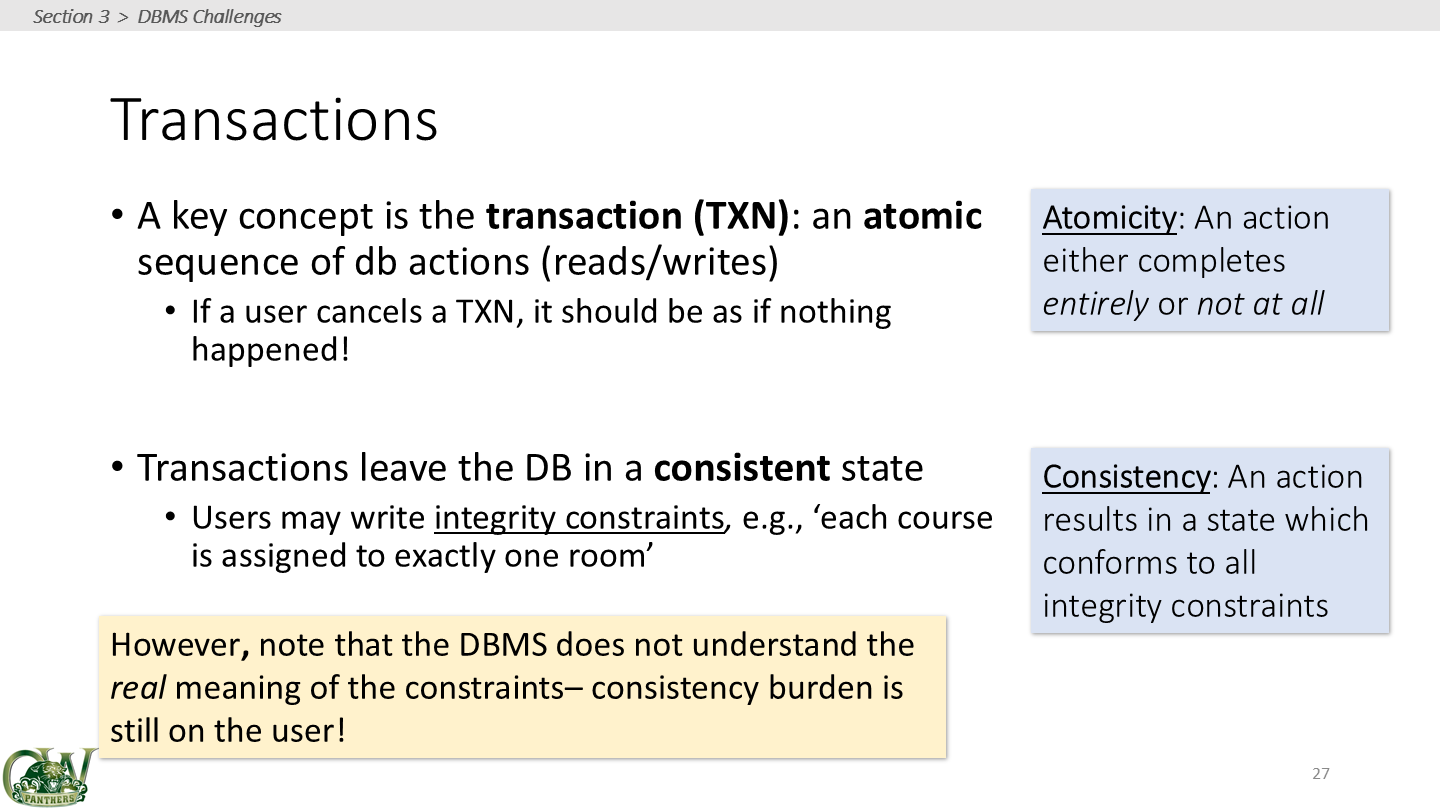 Section 3 > DBMS Challenges
Transactions
• A key concept is the transaction (TXN): an atomic
sequence of db actions (reads/writes)
• If a user cancels a TXN, it should be as if nothing
happened!
Atomicity: An action
either completes
entirely or not at all
• Transactions leave the DB in a consistent state
• Users may write integrity constraints, e.g., ‘each course
is assigned to exactly one room’
Consistency: An action
results in a state which
conforms to all
integrity constraints
However, note that the DBMS does not understand the
real meaning of the constraints– consistency burden is
still on the user!
OW
PANTHERS
27